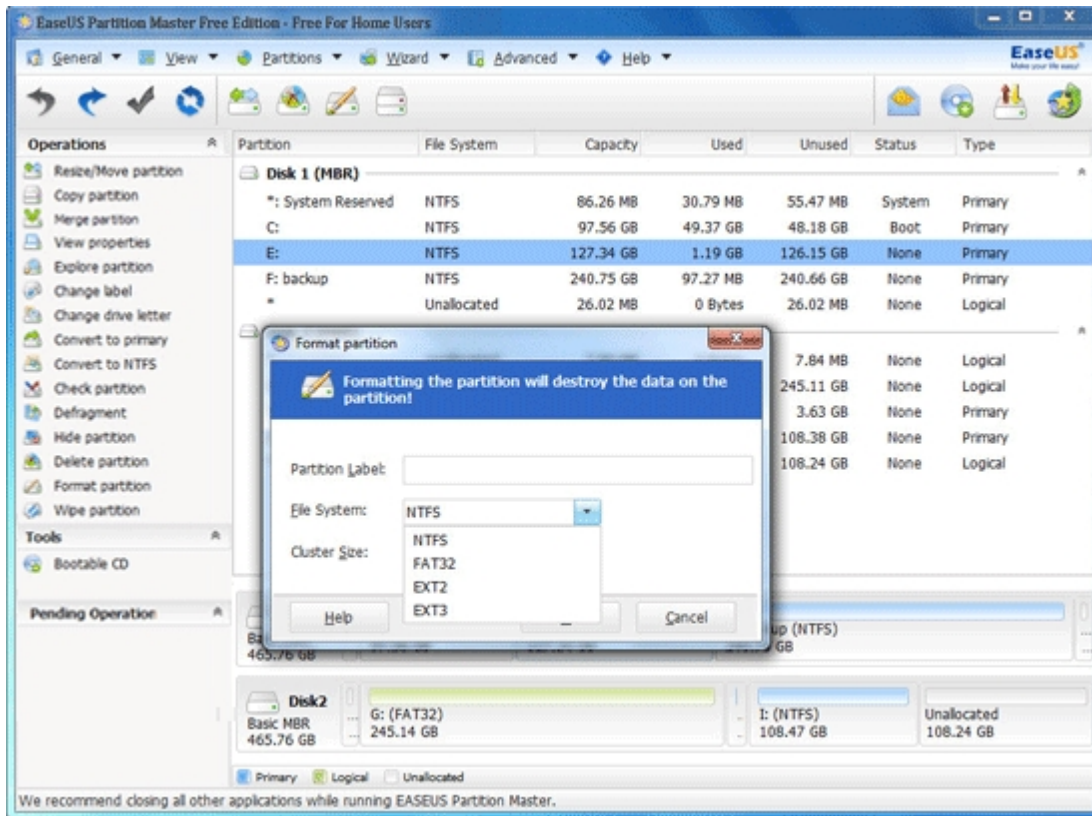 EaseUS Partition Master Free Edition - Free For Home Users
General View Partitions Wizard Advanced Help
EaseUS
Make your life easy!
Operations
Resize/Move partition
Copy partition
Merge partition
View properties
Explore partition
Change label
Change drive letter
Convert to primary
Convert to NTFS
Check partition
Defragment
Hide partition
Delete partition
Format partition
Wipe partition
Tools
Bootable CD
Pending Operation
Partition File System Capacity Used Unused Status Type
Disk 1 (MBR)
*: System Reserved NTFS 86.26 MB 30.79 MB 55.47 MB System Primary
C: NTFS 97.56 GB 49.37 GB 48.18 GB Boot Primary
E: NTFS 127.34 GB 1.19 GB 126.15 GB None Primary
F: backup NTFS 240.75 GB 97.27 MB 240.66 GB None Primary
* Unallocated 26.02 MB 0 Bytes 26.02 MB None Logical
7.84 MB None Logical
245.11 GB None Logical
3.63 GB None Primary
108.38 GB None Primary
108.24 GB None Logical
Format partition
Formatting the partition will destroy the data on the
partition!
Partition Label:
File System: NTFS
NTFS
FAT32
EXT2
EXT3
Cluster Size:
Help Cancel
up (NTFS)
465.76 GB
GB
Disk2
Basic MBR
465.76 GB
... G: (FAT32)
245.14 GB
I: (NTFS)
108.47 GB
Unallocated
108.24 GB
Primary Logical Unallocated
We recommend closing all other applications while running EASEUS Partition Master.